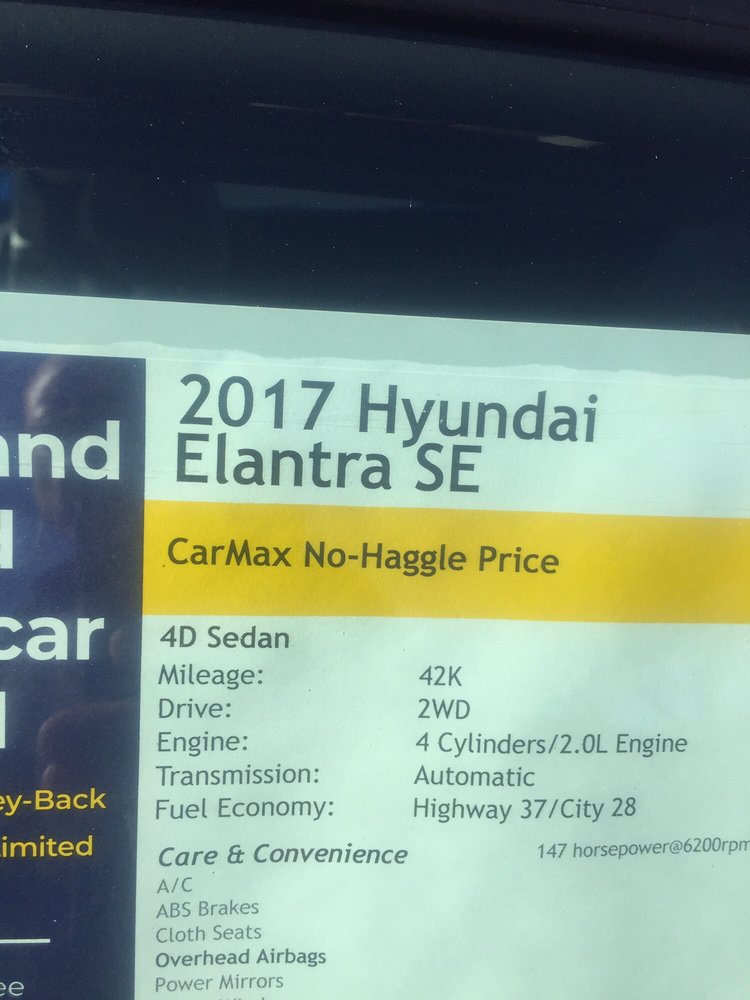 2017 Hyundai
Elantra SE
CarMax No-Haggle Price
4D Sedan
Mileage: 42K
Drive: 2WD
Engine: 4 Cylinders/2.0L Engine
Transmission: Automatic
Fuel Economy: Highway 37/City 28
147 horsepower@6200rpm
Care & Convenience
A/C
ABS Brakes
Cloth Seats
Overhead Airbags
Power Mirrors
car
ey-Back
imited